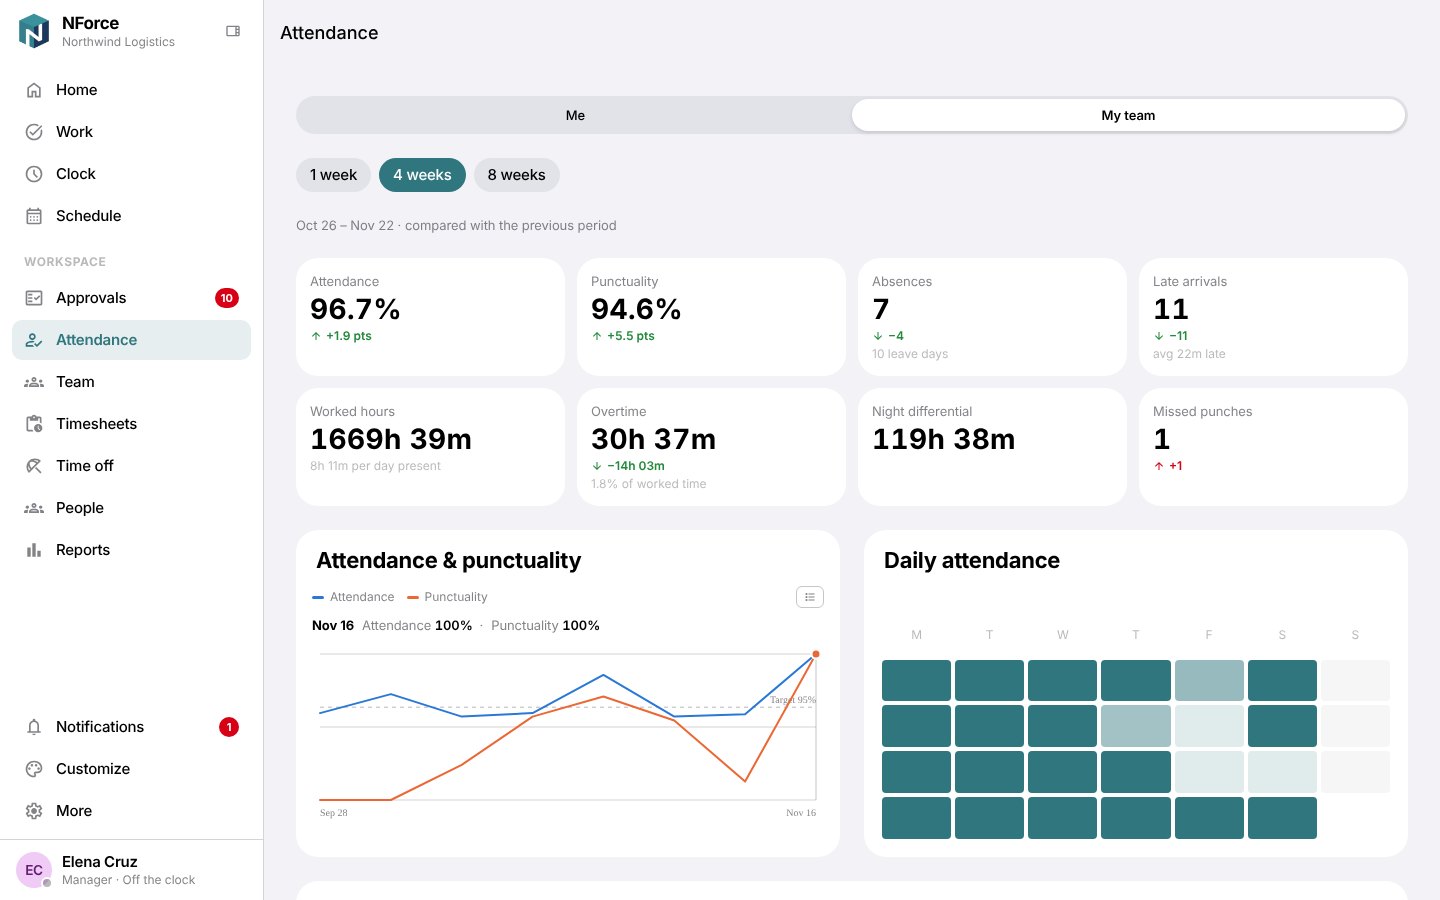 NForce
Northwind Logistics
Home
Work
Clock
Schedule
WORKSPACE
Approvals 10
Attendance
Team
Timesheets
Time off
People
Reports
Notifications 1
Customize
More
EC
Elena Cruz
Manager · Off the clock
Attendance
Me My team
1 week 4 weeks 8 weeks
Oct 26 – Nov 22 · compared with the previous period
Attendance
96.7%
↑ +1.9 pts
Punctuality
94.6%
↑ +5.5 pts
Absences
7
↓ −4
10 leave days
Late arrivals
11
↓ −11
avg 22m late
Worked hours
1669h 39m
8h 11m per day present
Overtime
30h 37m
↓ −14h 03m
1.8% of worked time
Night differential
119h 38m
Missed punches
1
↑ +1
Attendance & punctuality
Attendance Punctuality
Nov 16 Attendance 100% · Punctuality 100%
Target 95%
Sep 28 Nov 16
Daily attendance
M T W T F S S